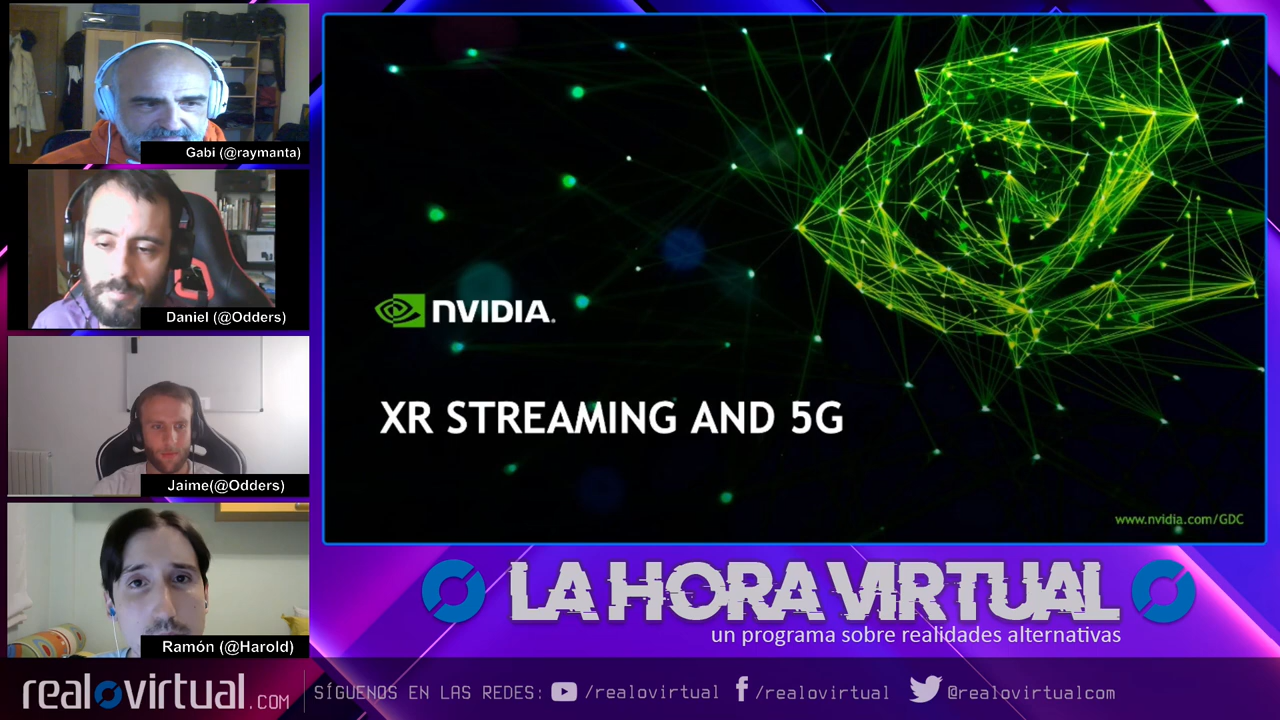 Gabi (@raymanta)
Daniel (@Odders)
Jaime(@Odders)
Ramón (@Harold)
NVIDIA.
XR STREAMING AND 5G
www.nvidia.com/GDC
LA HORA VIRTUAL
un programa sobre realidades alternativas
realovirtual.com
SÍGUENOS EN LAS REDES: /realovirtual /realovirtual @realovirtualcom